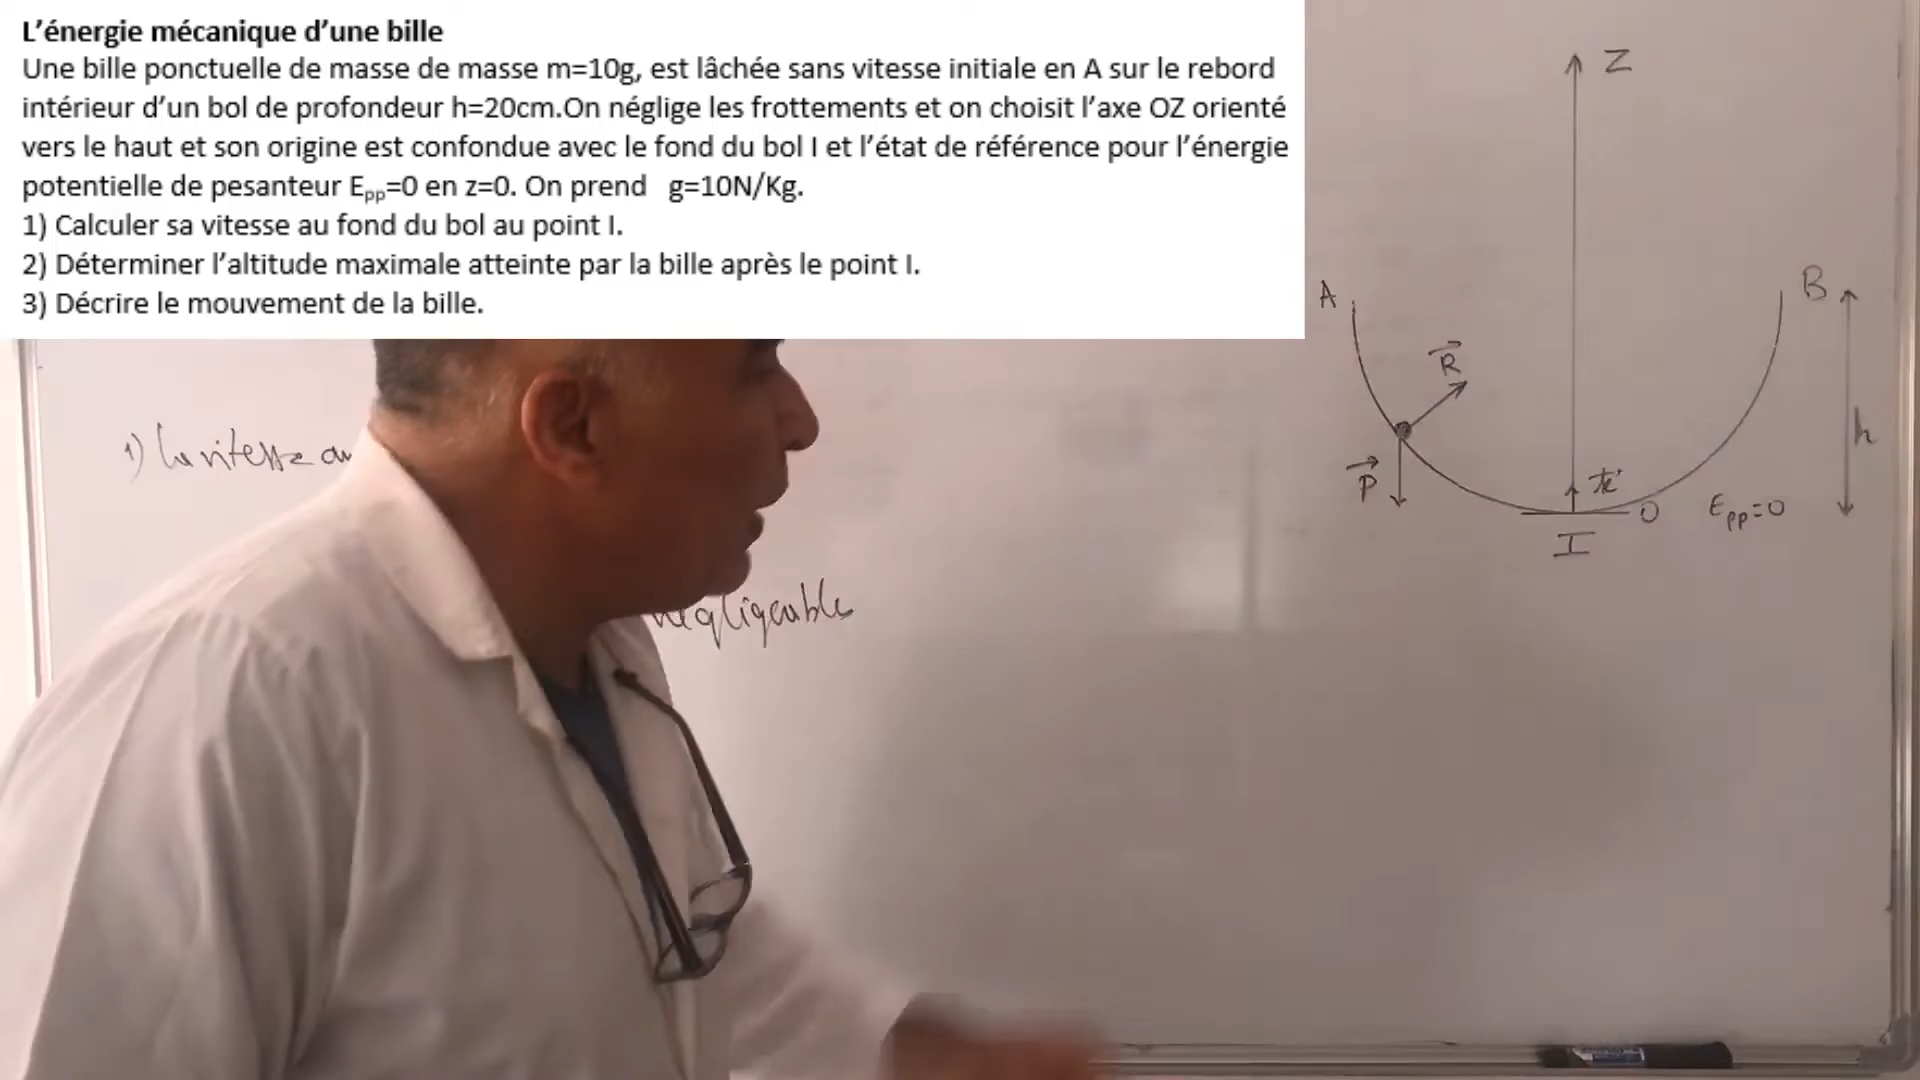 L’énergie mécanique d’une bille
Une bille ponctuelle de masse de masse m=10g, est lâchée sans vitesse initiale en A sur le rebord
intérieur d’un bol de profondeur h=20cm.On néglige les frottements et on choisit l’axe OZ orienté
vers le haut et son origine est confondue avec le fond du bol I et l’état de référence pour l’énergie
potentielle de pesanteur Epp=0 en z=0. On prend g=10N/Kg.
1) Calculer sa vitesse au fond du bol au point I.
2) Déterminer l’altitude maximale atteinte par la bille après le point I.
3) Décrire le mouvement de la bille.
Z
A
B
R
h
1) La vitesse au
P
k
O
Epp=0
I
négligeable